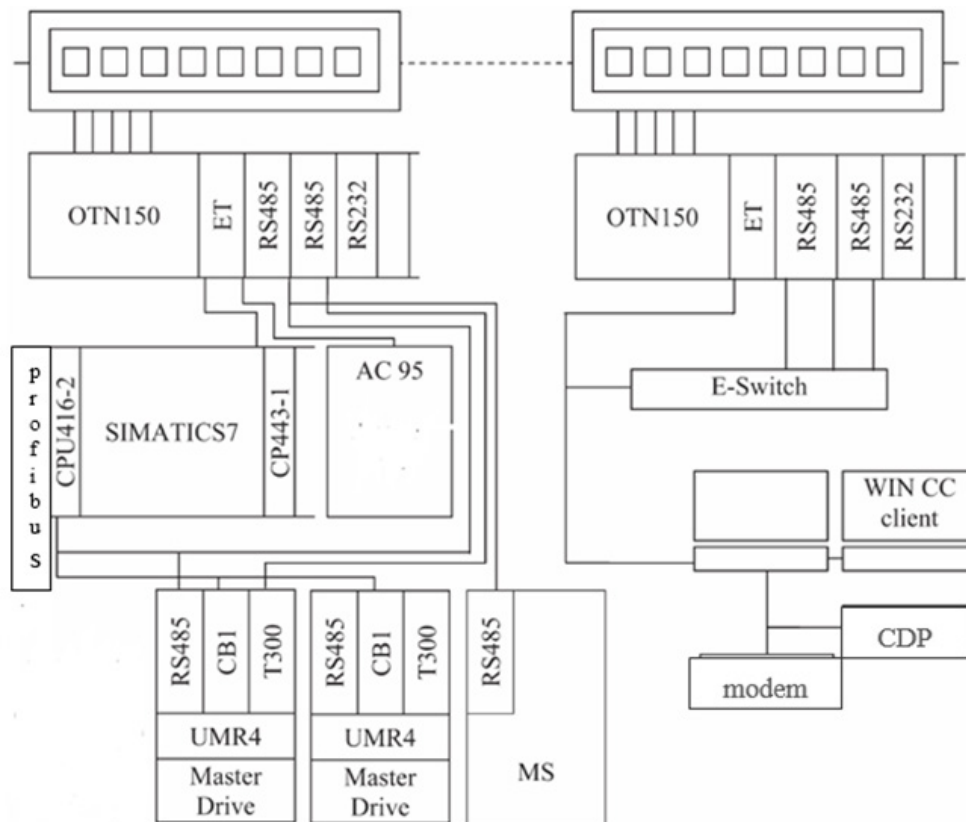 OTN150
ET
RS485
RS485
RS232
OTN150
ET
RS485
RS485
RS232
profibus
CPU416-2
SIMATICS7
CP443-1
AC 95
E-Switch
WIN CC
client
RS485
CB1
T300
RS485
CB1
T300
RS485
CDP
modem
UMR4
UMR4
MS
Master
Drive
Master
Drive